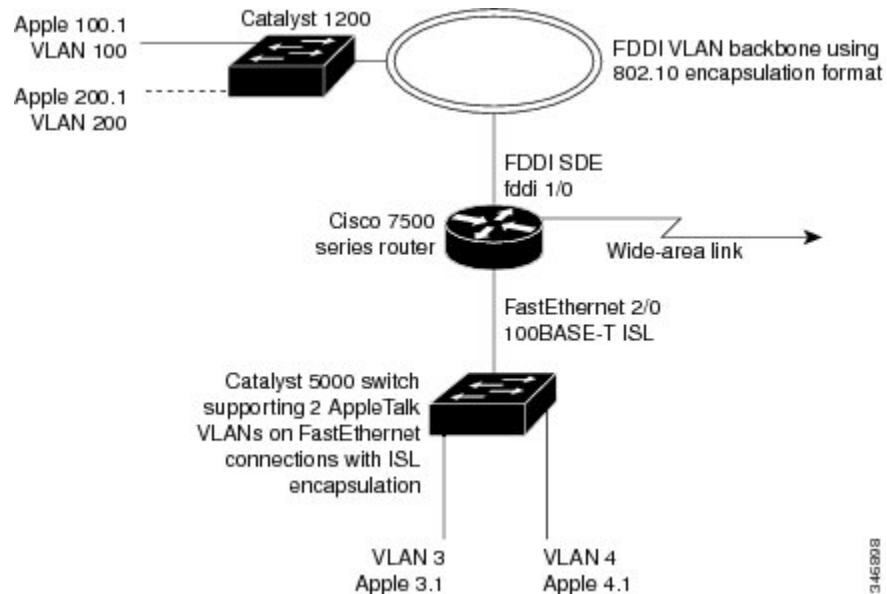 Catalyst 1200
Apple 100.1
VLAN 100
Apple 200.1
VLAN 200
FDDI VLAN backbone using
802.10 encapsulation format
FDDI SDE
fddi 1/0
Cisco 7500
series router
Wide-area link
FastEthernet 2/0
100BASE-T ISL
Catalyst 5000 switch
supporting 2 AppleTalk
VLANs on FastEthernet
connections with ISL
encapsulation
VLAN 3
Apple 3.1
VLAN 4
Apple 4.1
346898